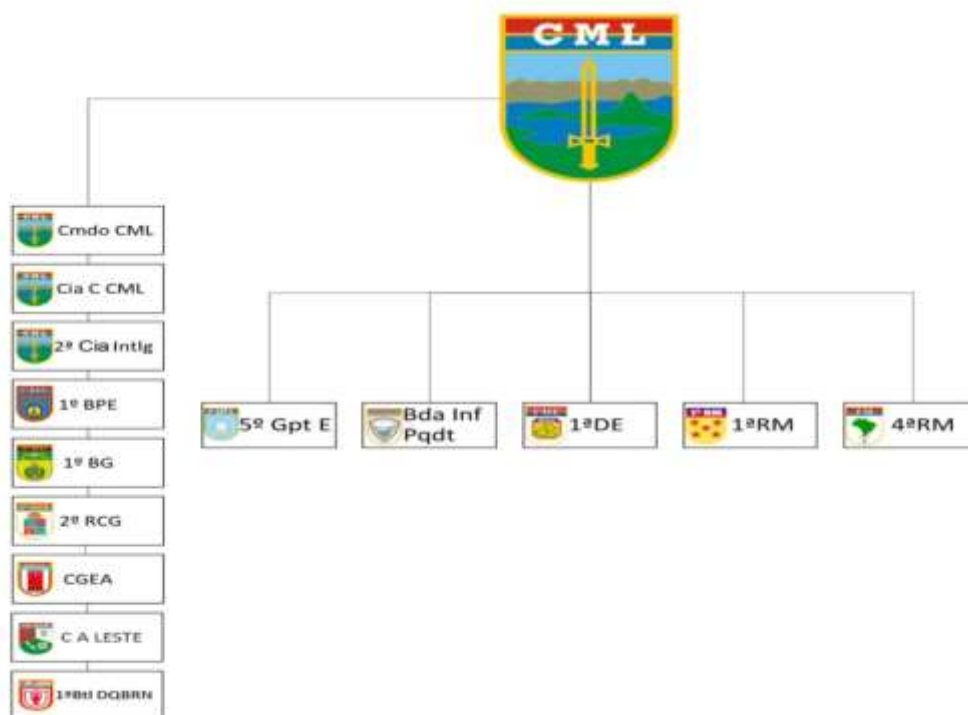 CML
Cmdo CML
Cia C CML
2ª Cia Intlg
1º BPE
1º BG
2º RCG
CGEA
C A LESTE
1ºBtl DQBRN
5º Gpt E
Bda Inf
Pqdt
1ªDE
1ªRM
4ªRM